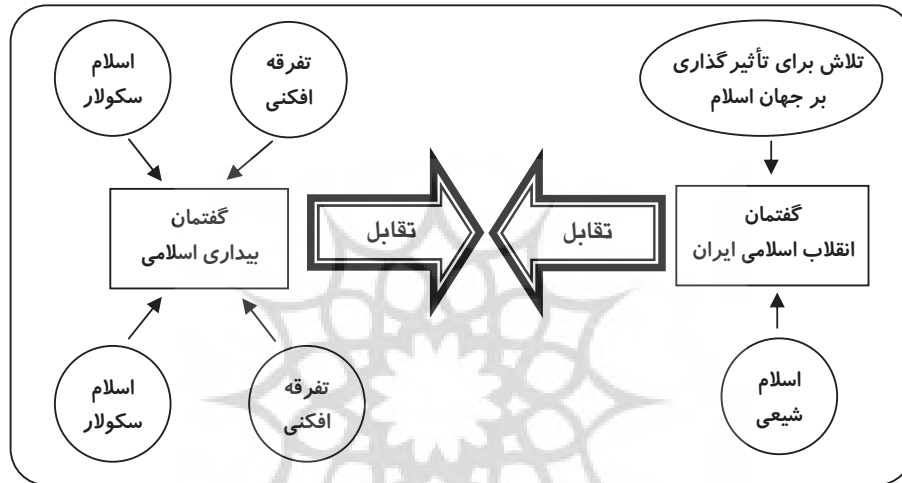 تلاش برای تأثیرگذاری
بر جهان اسلام
گفتمان
انقلاب اسلامی ایران
اسلام
شیعی
تقابل
تقابل
تفرقه
افکنی
اسلام
سکولار
گفتمان
بیداری اسلامی
تفرقه
افکنی
اسلام
سکولار